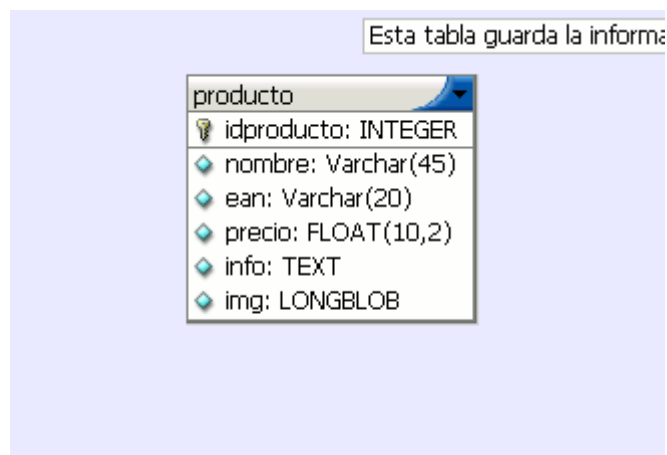 Esta tabla guarda la informa
producto
idproducto: INTEGER
nombre: Varchar(45)
ean: Varchar(20)
precio: FLOAT(10,2)
info: TEXT
img: LONGBLOB